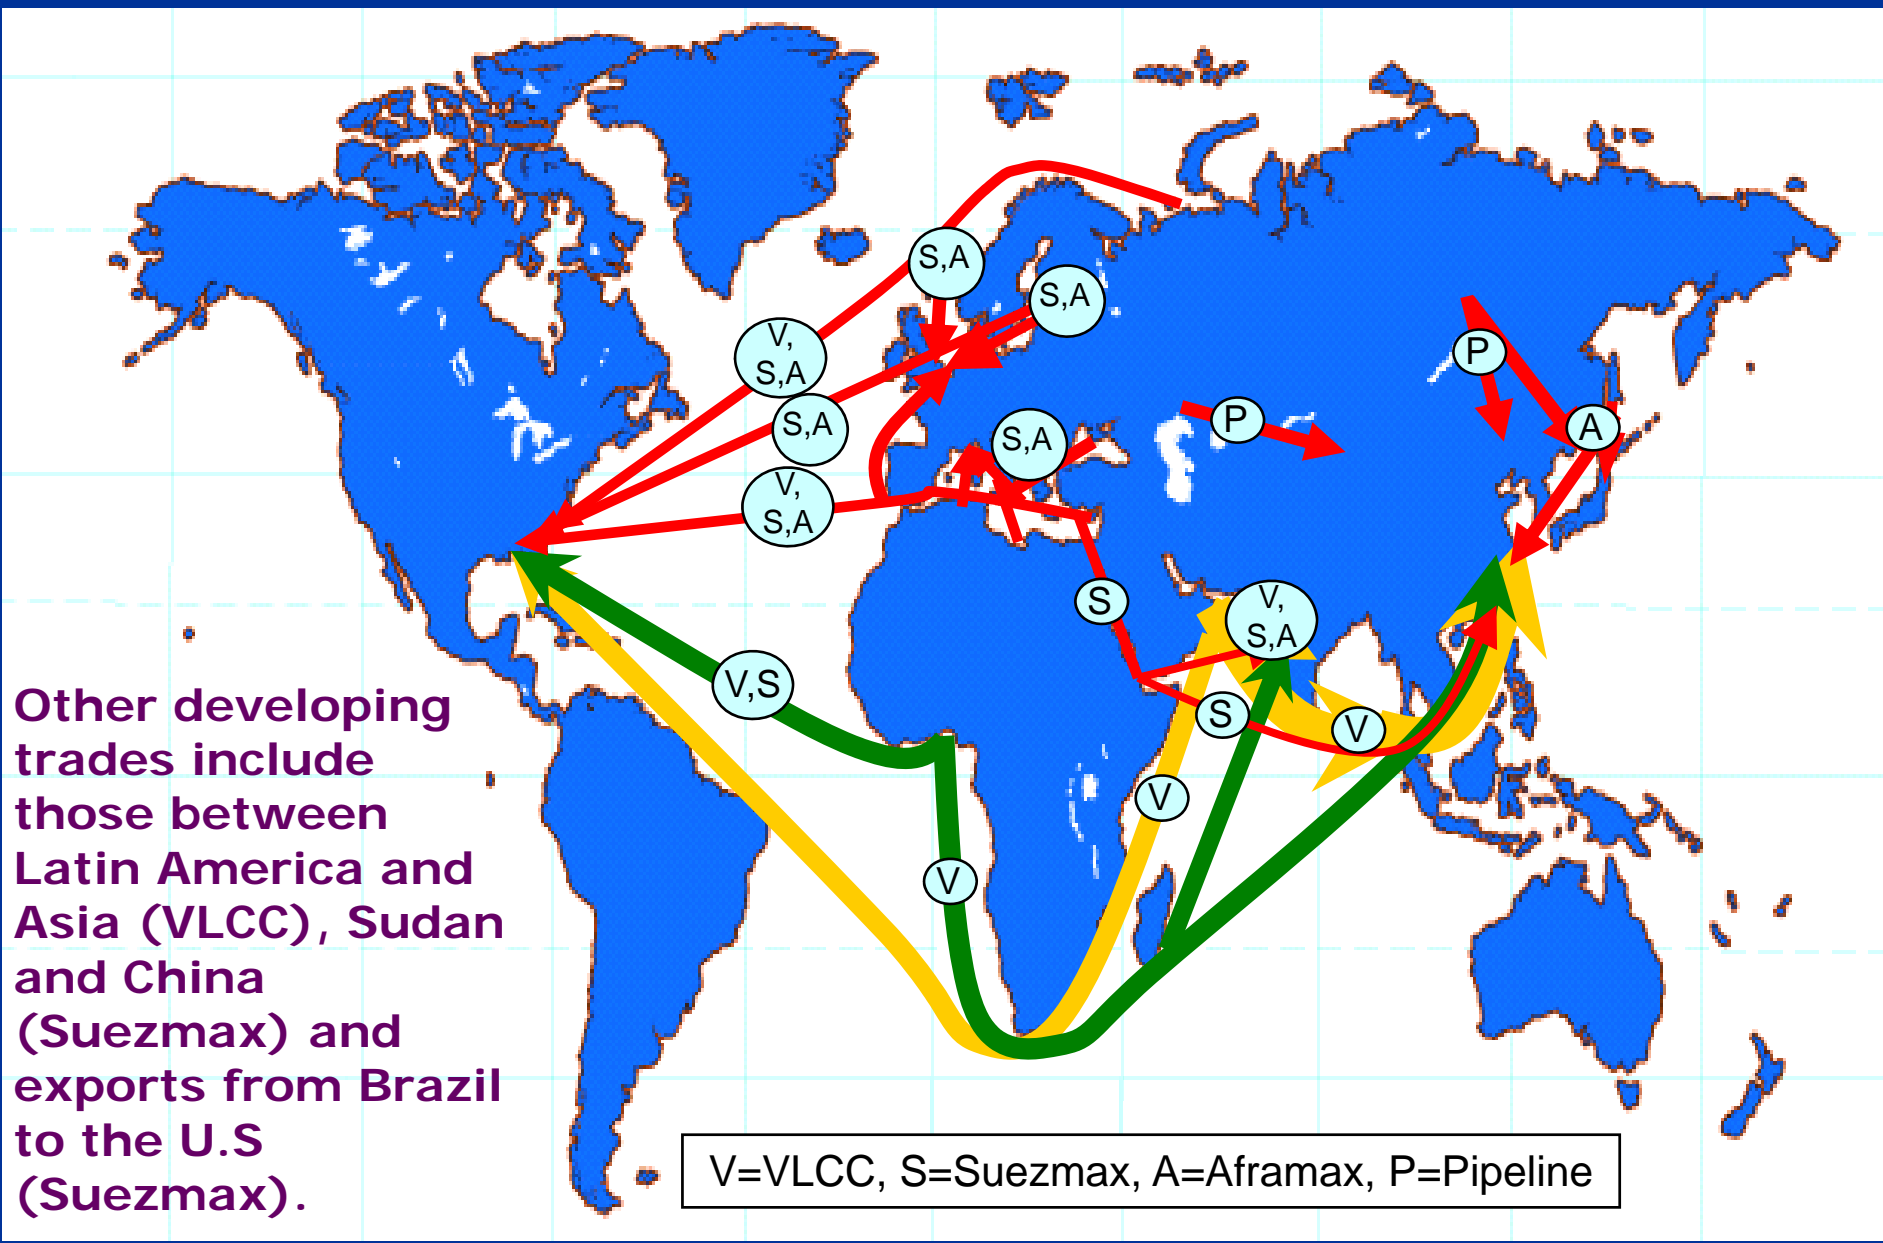 S,A
S,A
V,
S,A
P
S,A
A
P
S,A
V,
S,A
S
V,
S,A
V,S
S
V
V
V
Other developing
trades include
those between
Latin America and
Asia (VLCC), Sudan
and China
(Suezmax) and
exports from Brazil
to the U.S
(Suezmax).
V=VLCC, S=Suezmax, A=Aframax, P=Pipeline